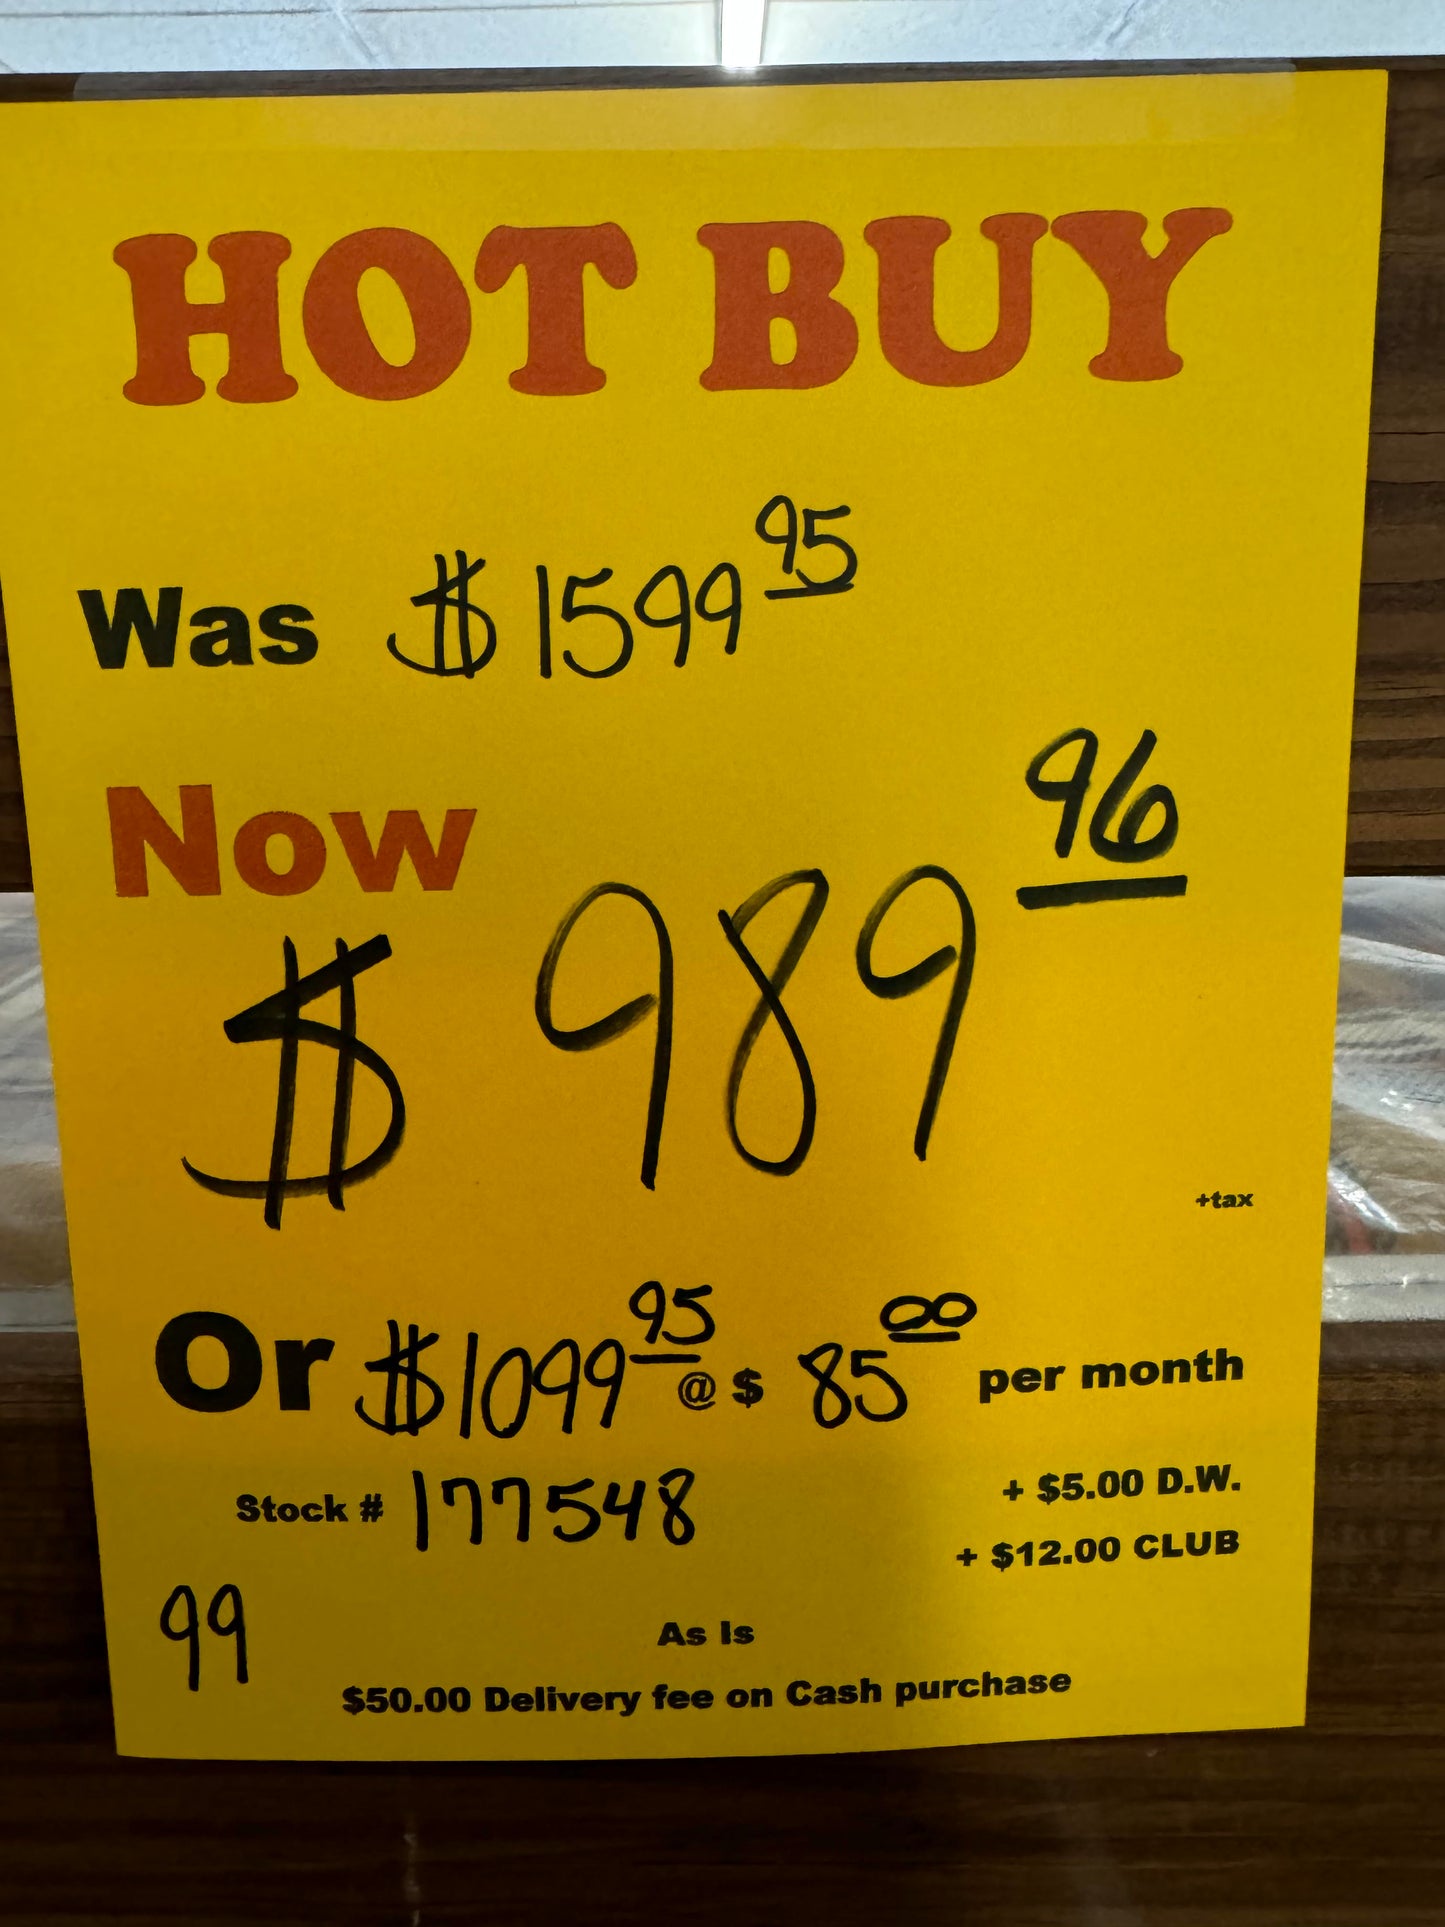 HOT BUY
Was $1599 95
Now
$989 96
+tax
Or $1099 95 @ $ 85 00 per month
Stock # 177548
+ $5.00 D.W.
+ $12.00 CLUB
99
As Is
$50.00 Delivery fee on Cash purchase